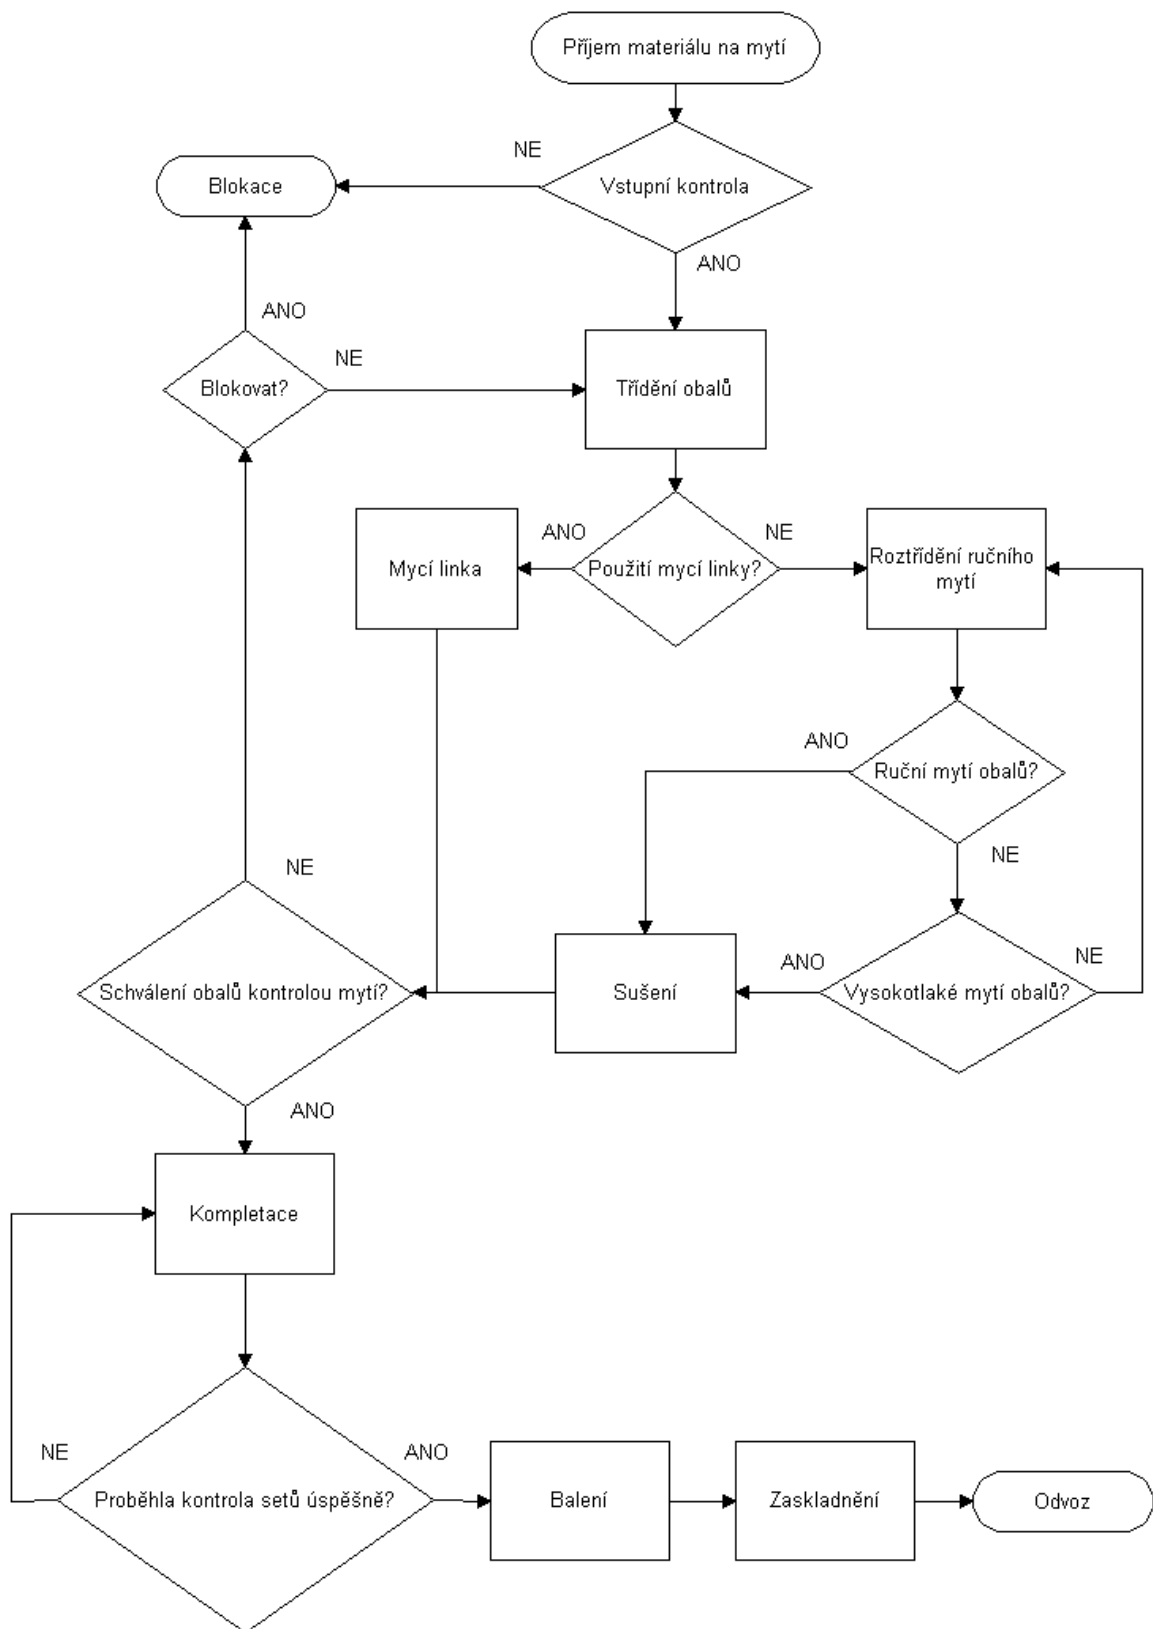 Příjem materiálu na mytí
NE
Blokace
Vstupní kontrola
ANO
ANO
NE
Blokovat?
Třídění obalů
ANO
NE
Mycí linka
Použití mycí linky?
Roztřídění ručního
mytí
ANO
Ruční mytí obalů?
NE
NE
ANO
NE
Schválení obalů kontrolou mytí?
Sušení
Vysokotlaké mytí obalů?
ANO
Kompletace
NE
ANO
Proběhla kontrola setů úspěšně?
Balení
Zaskladnění
Odvoz